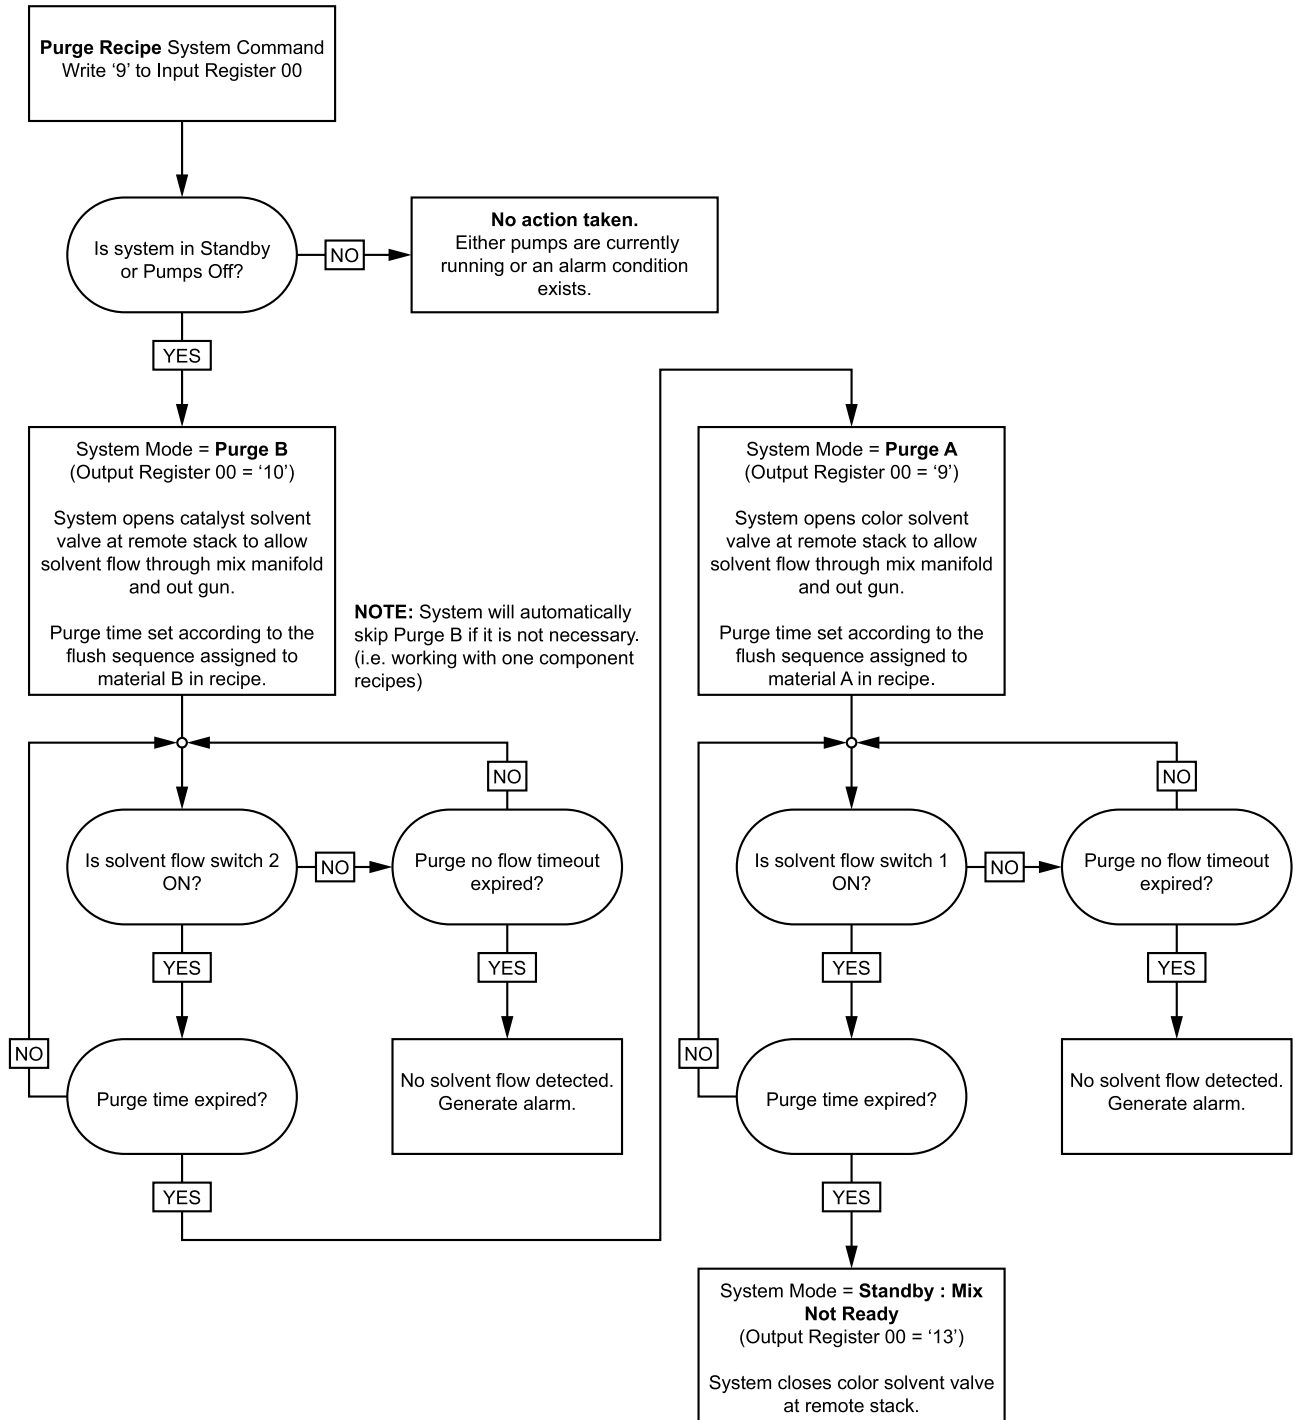 Purge Recipe System Command
Write ‘9’ to Input Register 00
Is system in Standby
or Pumps Off?
NO
No action taken.
Either pumps are currently
running or an alarm condition
exists.
YES
System Mode = Purge B
(Output Register 00 = ‘10’)
System opens catalyst solvent
valve at remote stack to allow
solvent flow through mix manifold
and out gun.
Purge time set according to the
flush sequence assigned to
material B in recipe.
NOTE: System will automatically
skip Purge B if it is not necessary.
(i.e. working with one component
recipes)
Is solvent flow switch 2
ON?
NO
Purge no flow timeout
expired?
NO
YES
YES
Purge time expired?
NO
No solvent flow detected.
Generate alarm.
YES
System Mode = Purge A
(Output Register 00 = ‘9’)
System opens color solvent
valve at remote stack to allow
solvent flow through mix manifold
and out gun.
Purge time set according to the
flush sequence assigned to
material A in recipe.
Is solvent flow switch 1
ON?
NO
Purge no flow timeout
expired?
NO
YES
YES
Purge time expired?
NO
No solvent flow detected.
Generate alarm.
YES
System Mode = Standby : Mix
Not Ready
(Output Register 00 = ‘13’)
System closes color solvent valve
at remote stack.